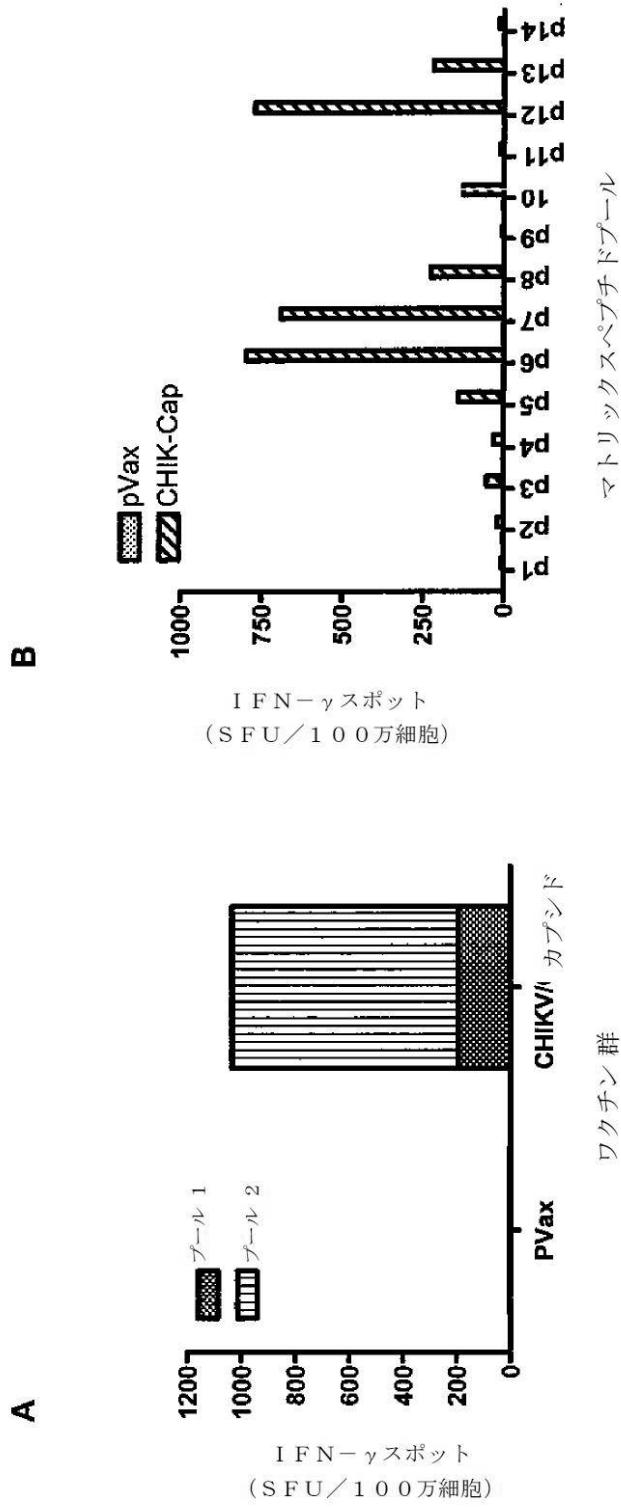 A
IFN-γスポット
(SFU/100万細胞)
1200
1000
800
600
400
200
0
プール 1
プール 2
PVax
CHIKV/ カプシド
ワクチン 群
B
IFN-γスポット
(SFU/100万細胞)
1000
750
500
250
0
pVax
CHIK-Cap
p1
p2
p3
p4
p5
p6
p7
p8
p9
10
p11
p12
p13
p14
マトリックスペプチドプール